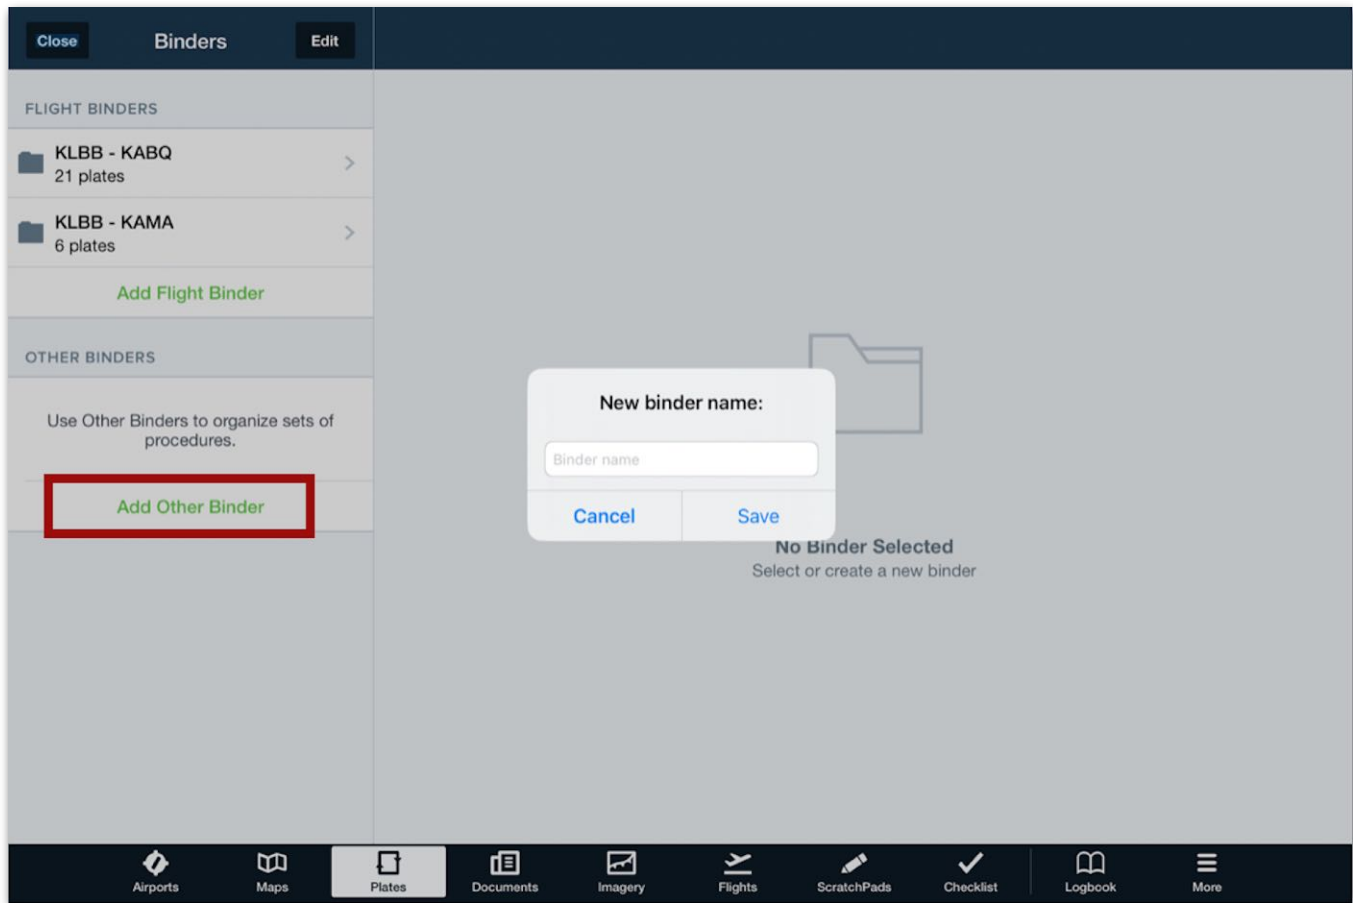 Close Binders Edit
FLIGHT BINDERS
KLBB - KABQ
21 plates
KLBB - KAMA
6 plates
Add Flight Binder
OTHER BINDERS
Use Other Binders to organize sets of
procedures.
Add Other Binder
New binder name:
Binder name
Cancel Save
No Binder Selected
Select or create a new binder
Airports Maps Plates Documents Imagery Flights ScratchPads Checklist Logbook More